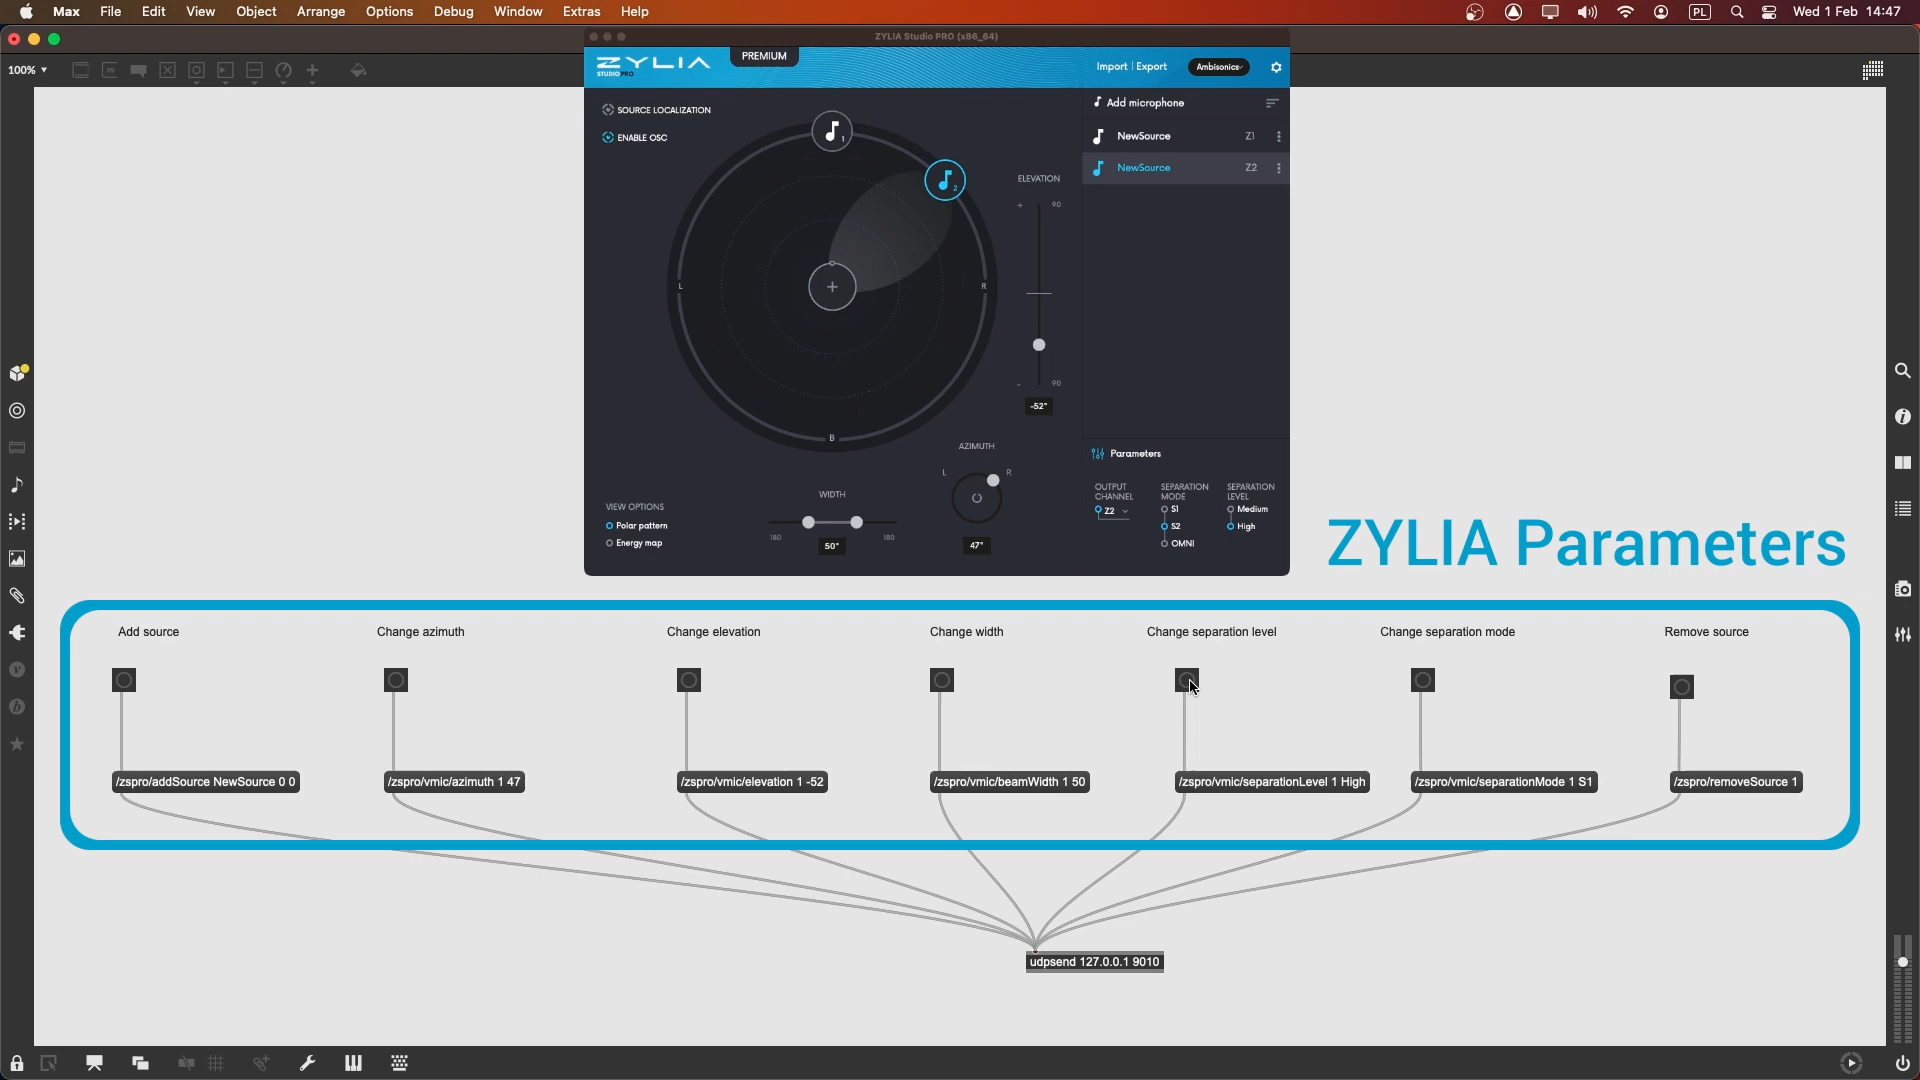 Max File Edit View Object Arrange Options Debug Window Extras Help
PL Wed 1 Feb 14:47
ZYLIA Studio PRO (x86_64)
100%
ZYLIA
STUDIO PRO
PREMIUM
Import | Export
Ambisonics
SOURCE LOCALIZATION
ENABLE OSC
Add microphone
NewSource Z1
NewSource Z2
1
2
L
R
B
ELEVATION
+ 90
- 90
-52°
AZIMUTH
L R
47°
WIDTH
180 180
50°
VIEW OPTIONS
Polar pattern
Energy map
Parameters
OUTPUT CHANNEL
Z2
SEPARATION MODE
S1
S2
OMNI
SEPARATION LEVEL
Medium
High
ZYLIA Parameters
Add source
Change azimuth
Change elevation
Change width
Change separation level
Change separation mode
Remove source
/zspro/addSource NewSource 0 0
/zspro/vmic/azimuth 1 47
/zspro/vmic/elevation 1 -52
/zspro/vmic/beamWidth 1 50
/zspro/vmic/separationLevel 1 High
/zspro/vmic/separationMode 1 S1
/zspro/removeSource 1
udpsend 127.0.0.1 9010